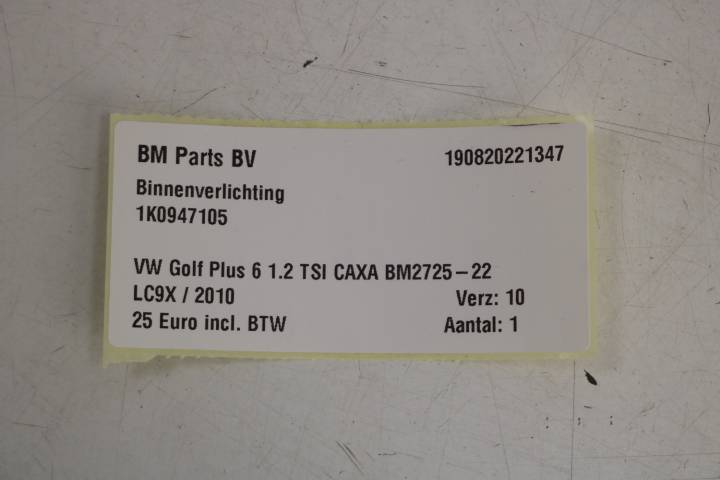 BM Parts BV 190820221347
Binnenverlichting
1K0947105
VW Golf Plus 6 1.2 TSI CAXA BM2725-22
LC9X / 2010 Verz: 10
25 Euro incl. BTW Aantal: 1